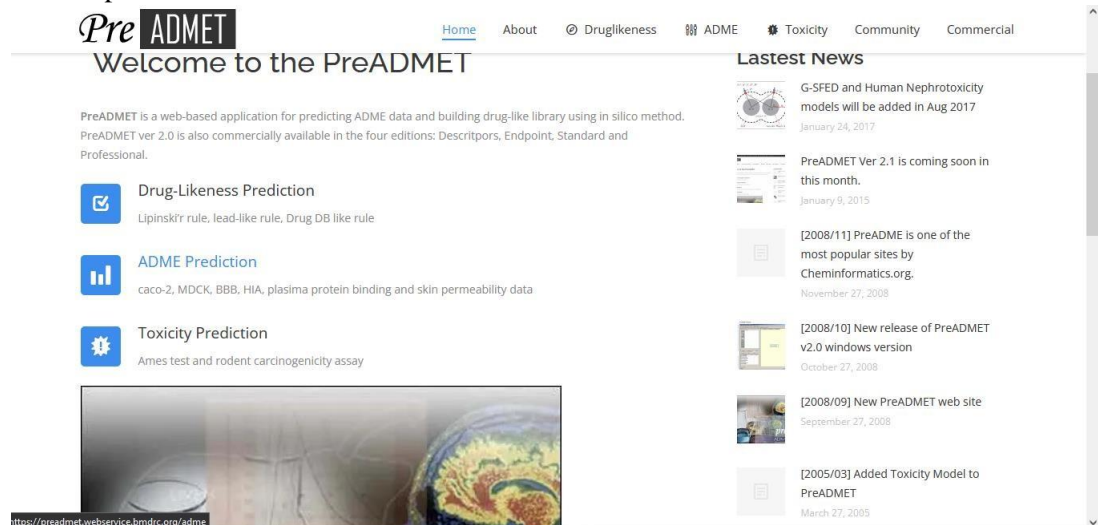 Pre ADMET
Home About Druglikeness ADME Toxicity Community Commercial
Welcome to the PreADMET
PreADMET is a web-based application for predicting ADME data and building drug-like library using in silico method.
PreADMET ver 2.0 is also commercially available in the four editions: Descritpors, Endpoint, Standard and
Professional.
Drug-Likeness Prediction
Lipinski'r rule, lead-like rule, Drug DB like rule
ADME Prediction
caco-2, MDCK, BBB, HIA, plasima protein binding and skin permeability data
Toxicity Prediction
Ames test and rodent carcinogenicity assay
https://preadmet.webservice.bmdrc.org/adme
Lastest News
G-SFED and Human Nephrotoxicity
models will be added in Aug 2017
January 24, 2017
PreADMET Ver 2.1 is coming soon in
this month.
January 9, 2015
[2008/11] PreADME is one of the
most popular sites by
Cheminformatics.org.
November 27, 2008
[2008/10] New release of PreADMET
v2.0 windows version
October 27, 2008
[2008/09] New PreADMET web site
September 27, 2008
[2005/03] Added Toxicity Model to
PreADMET
March 27, 2005